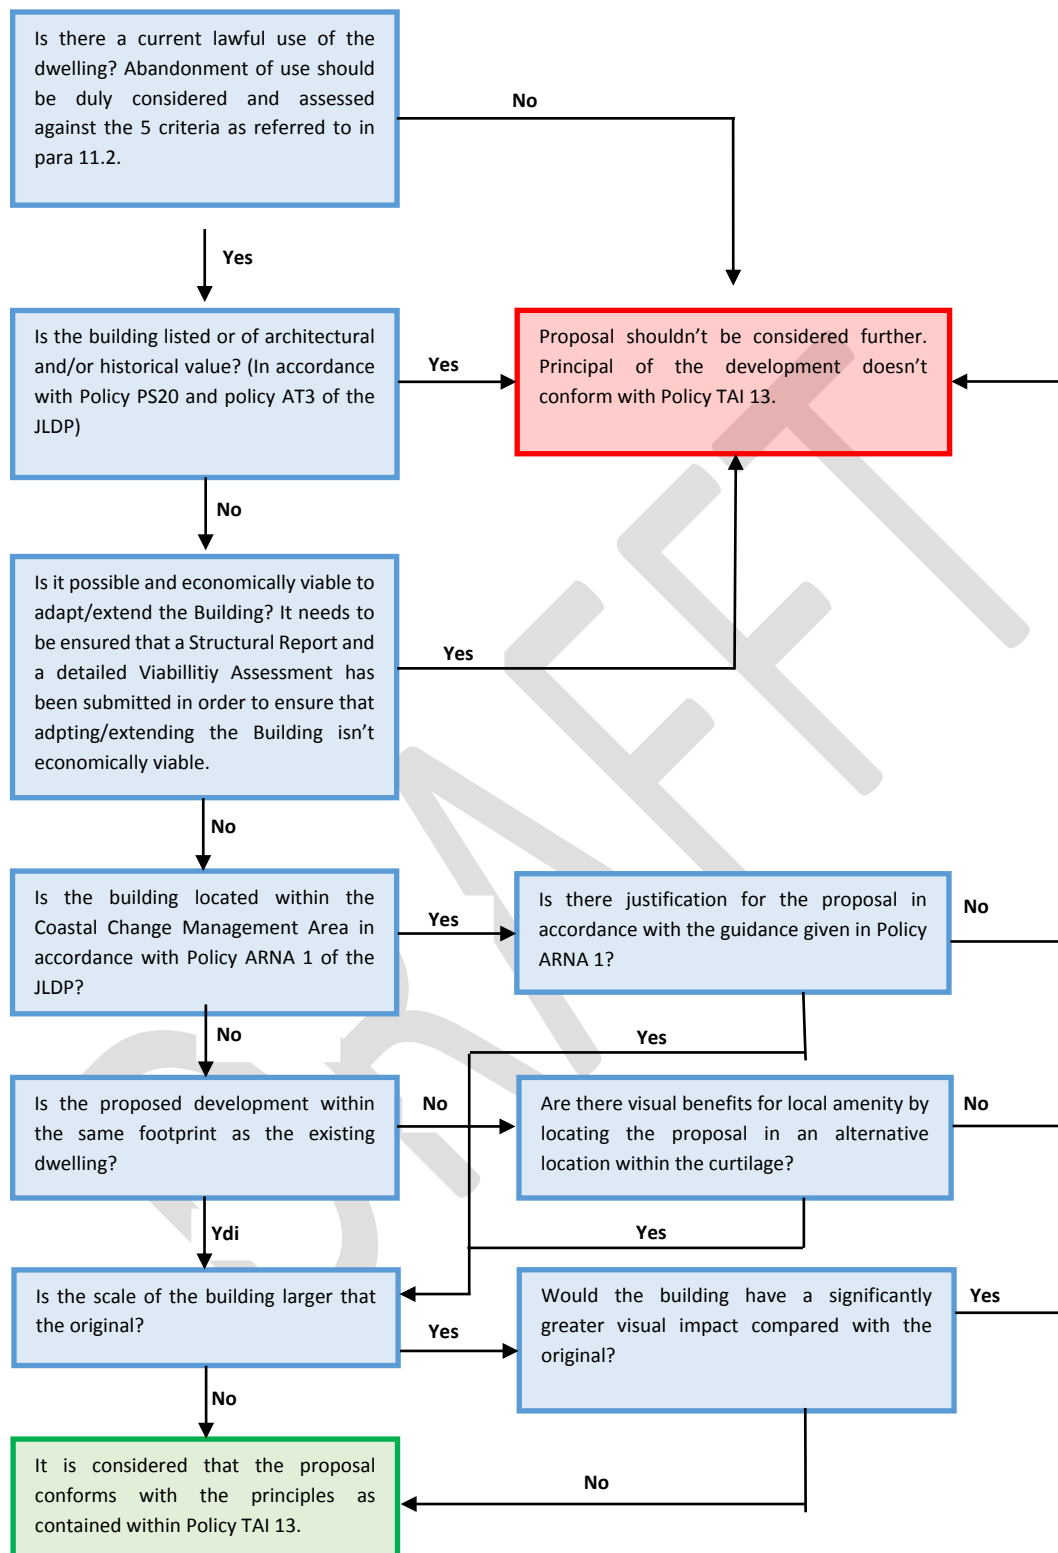 Is there a current lawful use of the
dwelling? Abandonment of use should
be duly considered and assessed
against the 5 criteria as referred to in
para 11.2.
No
Yes
Is the building listed or of architectural
and/or historical value? (In accordance
with Policy PS20 and policy AT3 of the
JLDP)
Yes
Proposal shouldn’t be considered further.
Principal of the development doesn’t
conform with Policy TAI 13.
No
Is it possible and economically viable to
adapt/extend the Building? It needs to
be ensured that a Structural Report and
a detailed Viabillitiy Assessment has
been submitted in order to ensure that
adpting/extending the Building isn’t
economically viable.
Yes
No
Is the building located within the
Coastal Change Management Area in
accordance with Policy ARNA 1 of the
JLDP?
Yes
Is there justification for the proposal in
accordance with the guidance given in Policy
ARNA 1?
No
No
Yes
Is the proposed development within
the same footprint as the existing
dwelling?
No
Are there visual benefits for local amenity by
locating the proposal in an alternative
location within the curtilage?
No
Ydi
Yes
Is the scale of the building larger that
the original?
Yes
Would the building have a significantly
greater visual impact compared with the
original?
Yes
No
It is considered that the proposal
conforms with the principles as
contained within Policy TAI 13.
No
DRAFT